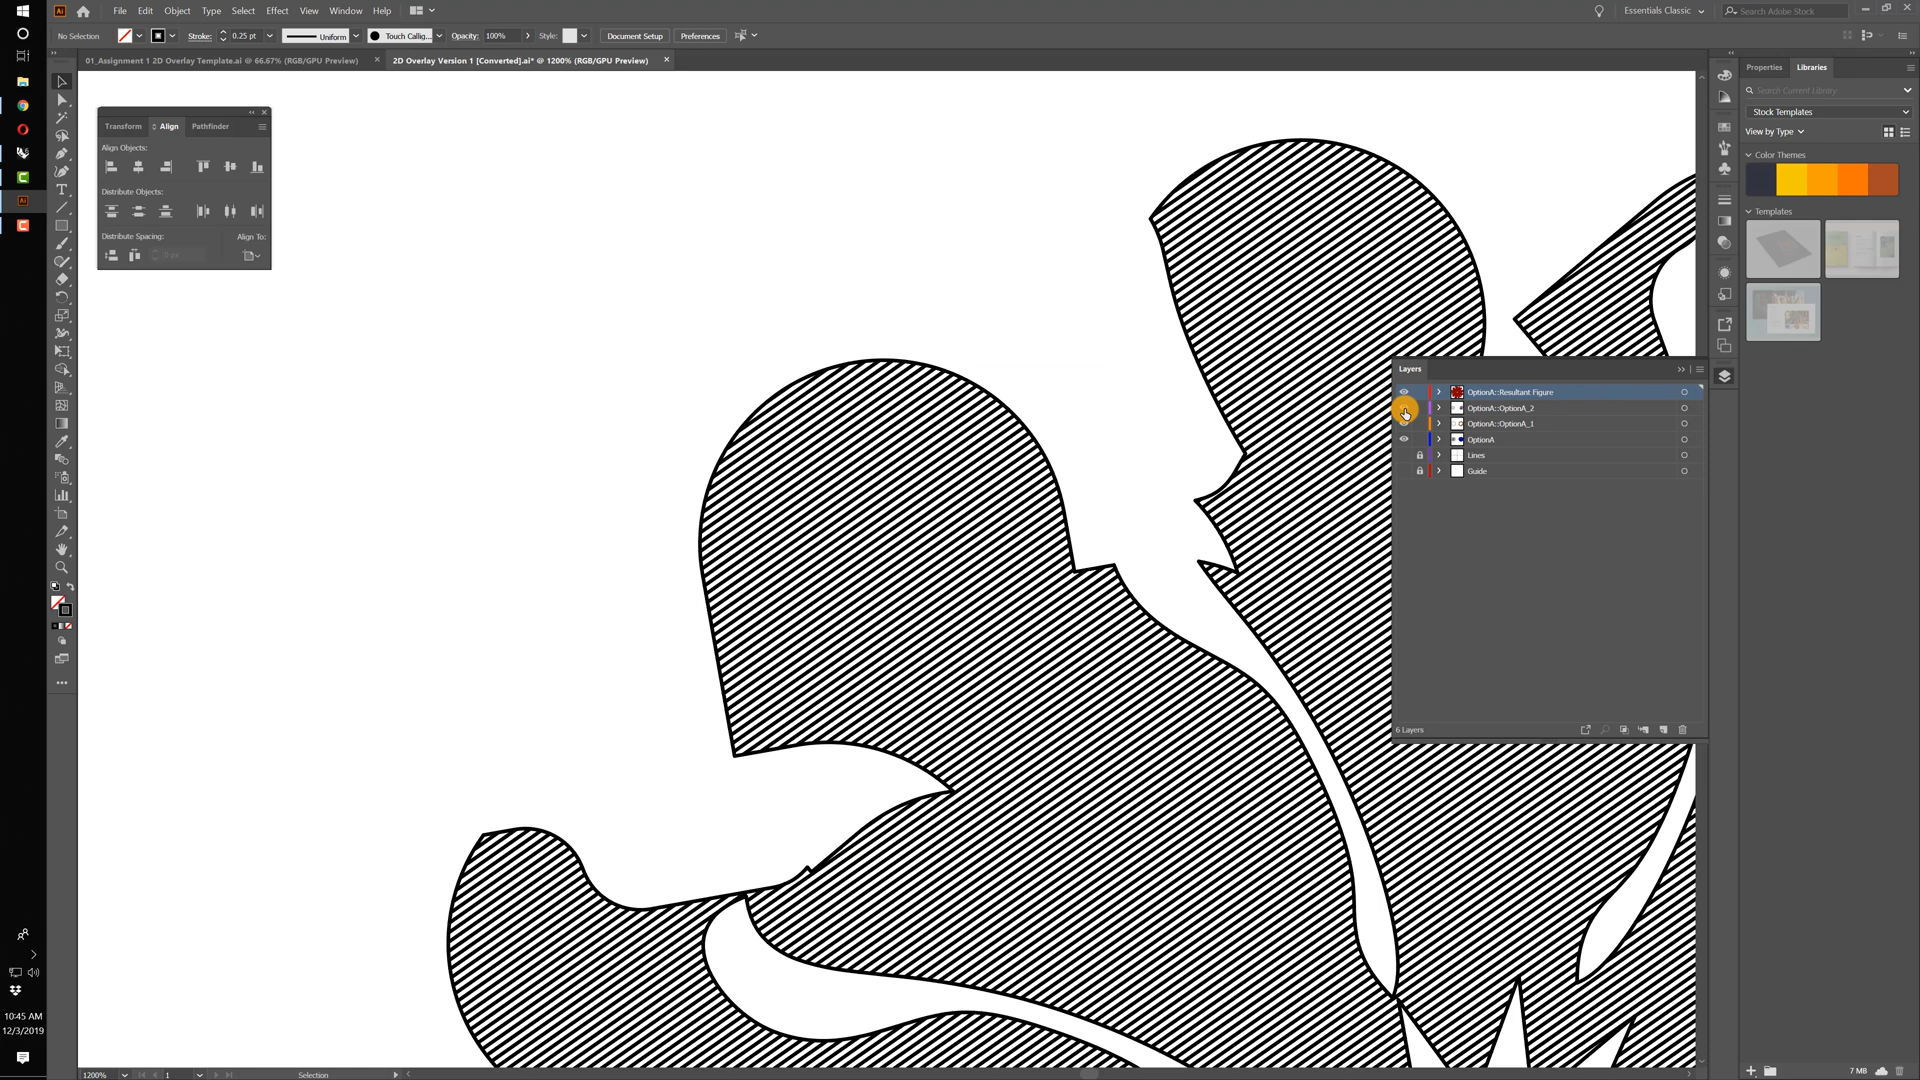 File Edit Object Type Select Effect View Window Help
Essentials Classic
Search Adobe Stock
No Selection
Stroke:
0.25 pt
Uniform
Touch Callig...
Opacity:
100%
Style:
Document Setup
Preferences
01_Assignment 1 2D Overlay Template.ai @ 66.67% (RGB/GPU Preview)
2D Overlay Version 1 [Converted].ai* @ 1200% (RGB/GPU Preview)
Properties
Libraries
Search Current Library
Stock Templates
View by Type
Color Themes
Templates
Transform
Align
Pathfinder
Align Objects:
Distribute Objects:
Distribute Spacing:
Align To:
0 px
Layers
OptionA::Resultant Figure
OptionA::OptionA_2
OptionA::OptionA_1
OptionA
Lines
Guide
6 Layers
10:45 AM
12/3/2019
1200%
1
Selection
7 MB